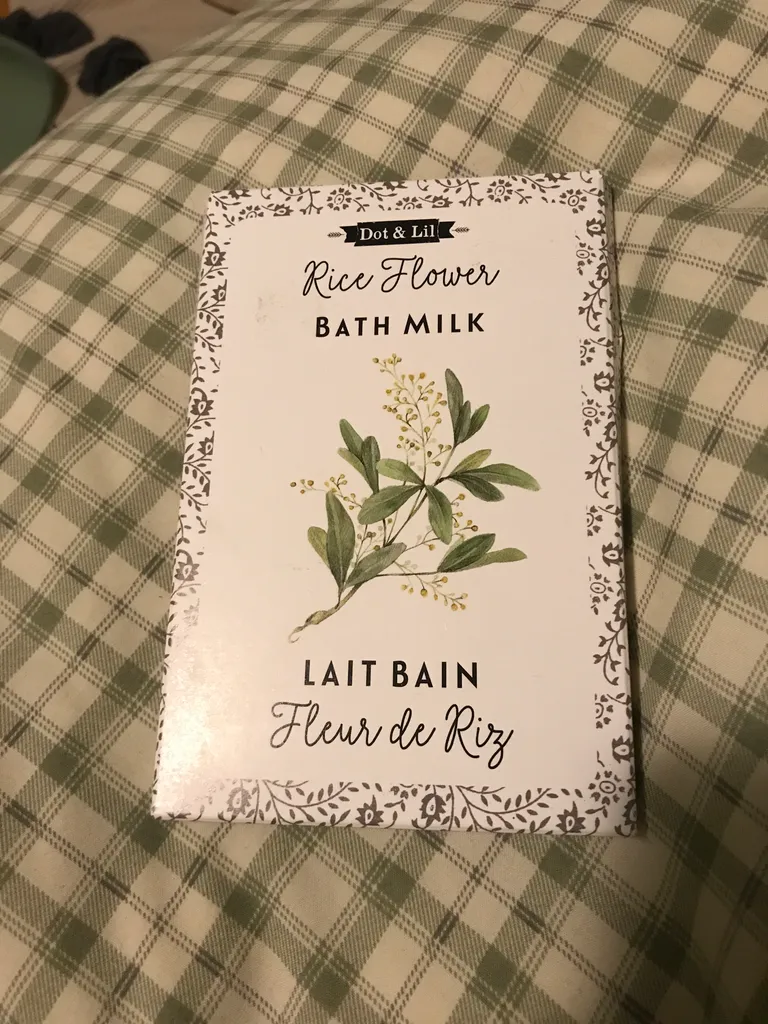 Dot & Lil
Rice Flower
BATH MILK
LAIT BAIN
Fleur de Riz